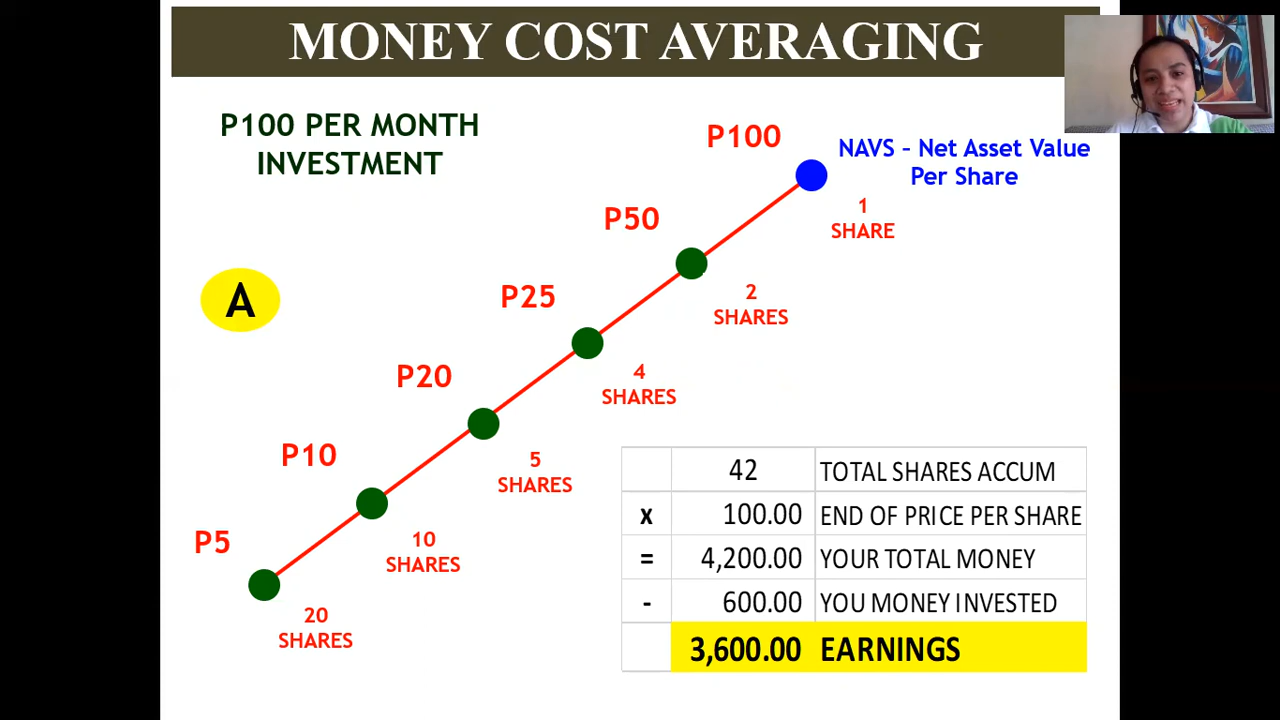 MONEY COST AVERAGING
P100 PER MONTH
INVESTMENT
P100
NAVS - Net Asset Value
Per Share
1
SHARE
P50
2
SHARES
P25
4
SHARES
A
P20
5
SHARES
P10
10
SHARES
P5
20
SHARES
42 TOTAL SHARES ACCUM
x 100.00 END OF PRICE PER SHARE
= 4,200.00 YOUR TOTAL MONEY
- 600.00 YOU MONEY INVESTED
3,600.00 EARNINGS